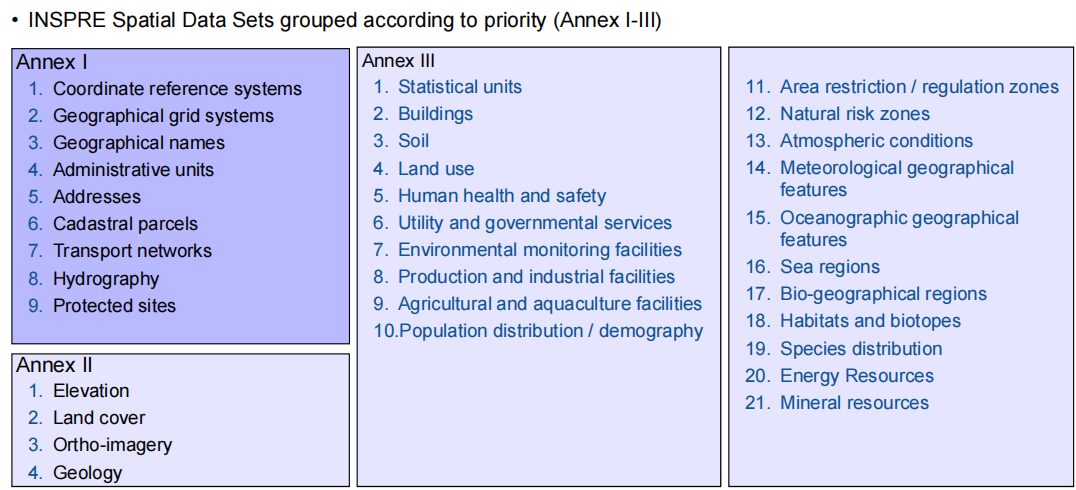 • INSPRE Spatial Data Sets grouped according to priority (Annex I-III)
Annex I
1. Coordinate reference systems
2. Geographical grid systems
3. Geographical names
4. Administrative units
5. Addresses
6. Cadastral parcels
7. Transport networks
8. Hydrography
9. Protected sites
Annex II
1. Elevation
2. Land cover
3. Ortho-imagery
4. Geology
Annex III
1. Statistical units
2. Buildings
3. Soil
4. Land use
5. Human health and safety
6. Utility and governmental services
7. Environmental monitoring facilities
8. Production and industrial facilities
9. Agricultural and aquaculture facilities
10.Population distribution / demography
11. Area restriction / regulation zones
12. Natural risk zones
13. Atmospheric conditions
14. Meteorological geographical
features
15. Oceanographic geographical
features
16. Sea regions
17. Bio-geographical regions
18. Habitats and biotopes
19. Species distribution
20. Energy Resources
21. Mineral resources